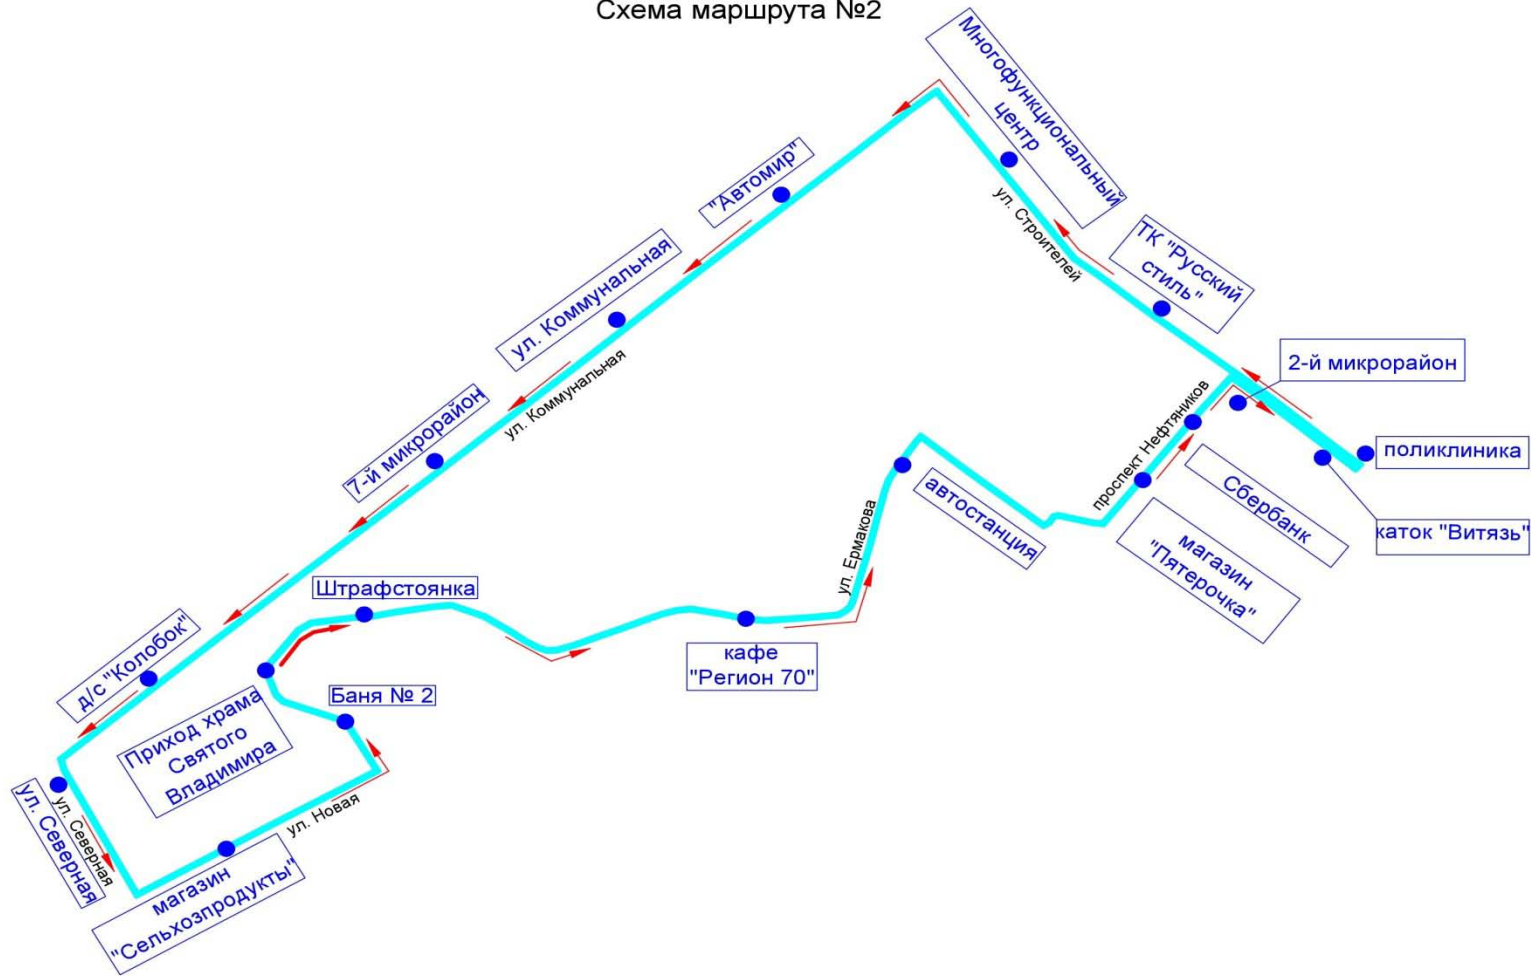 Схема маршрута №2
Многофункциональный
центр
"Автомир"
ул. Строителей
ТК "Русский
стиль"
ул. Коммунальная
ул. Коммунальная
2-й микрорайон
7-й микрорайон
проспект Нефтяников
поликлиника
Сбербанк
каток "Витязь"
автостанция
магазин
"Пятерочка"
ул. Ермакова
Штрафстоянка
кафе
"Регион 70"
д/с "Колобок"
Баня № 2
Приход храма
Святого
Владимира
ул. Северная
ул. Северная
ул. Новая
магазин
"Сельхозпродукты"